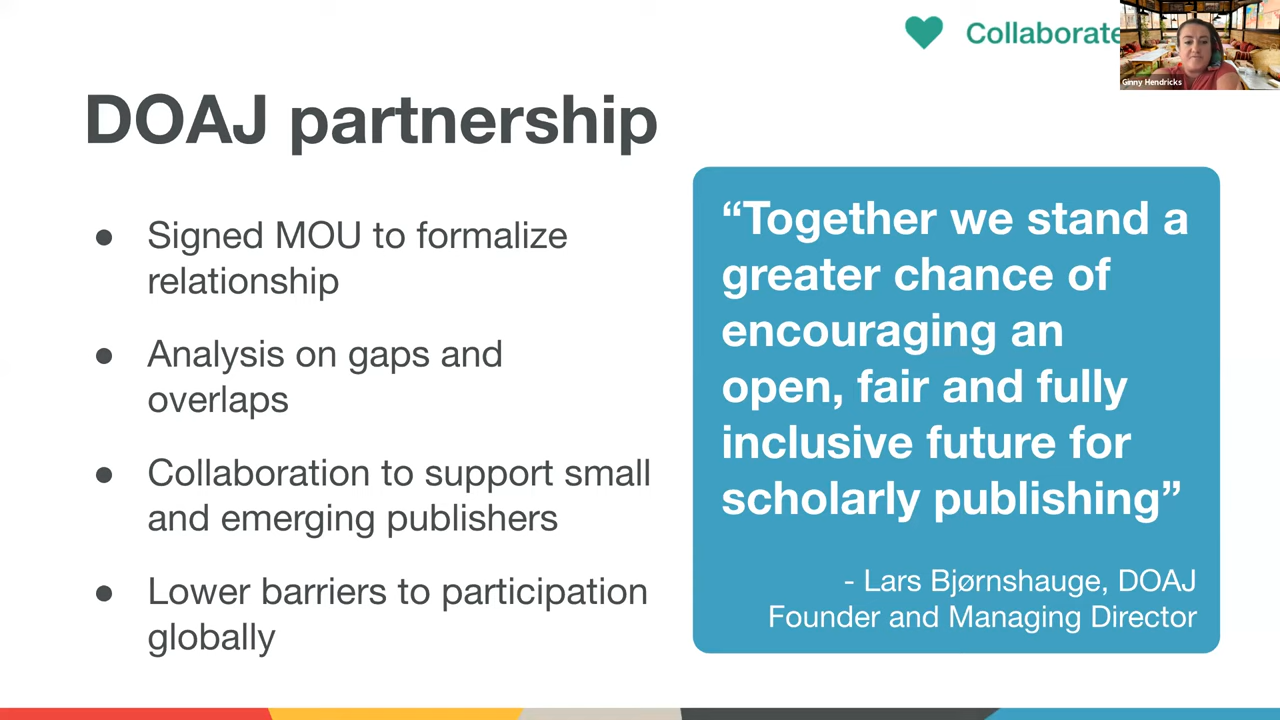 Collaborate
Ginny Hendricks
DOAJ partnership
● Signed MOU to formalize
relationship
● Analysis on gaps and
overlaps
● Collaboration to support small
and emerging publishers
● Lower barriers to participation
globally
“Together we stand a
greater chance of
encouraging an
open, fair and fully
inclusive future for
scholarly publishing”
- Lars Bjørnshauge, DOAJ
Founder and Managing Director